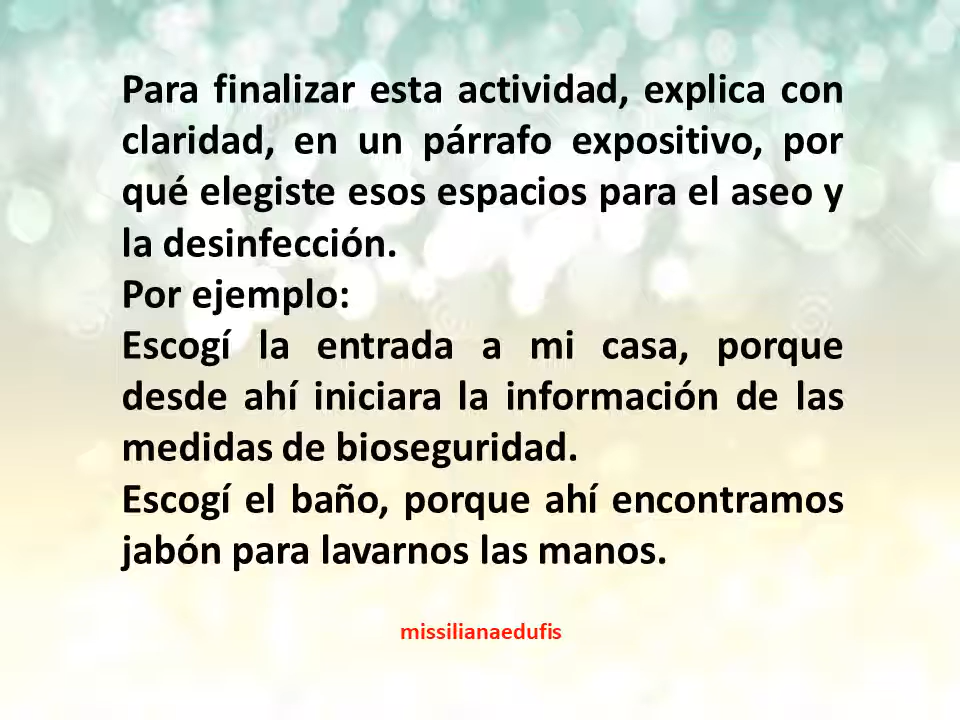 Para finalizar esta actividad, explica con
claridad, en un párrafo expositivo, por
qué elegiste esos espacios para el aseo y
la desinfección.
Por ejemplo:
Escogí la entrada a mi casa, porque
desde ahí iniciara la información de las
medidas de bioseguridad.
Escogí el baño, porque ahí encontramos
jabón para lavarnos las manos.
missilianaedufis